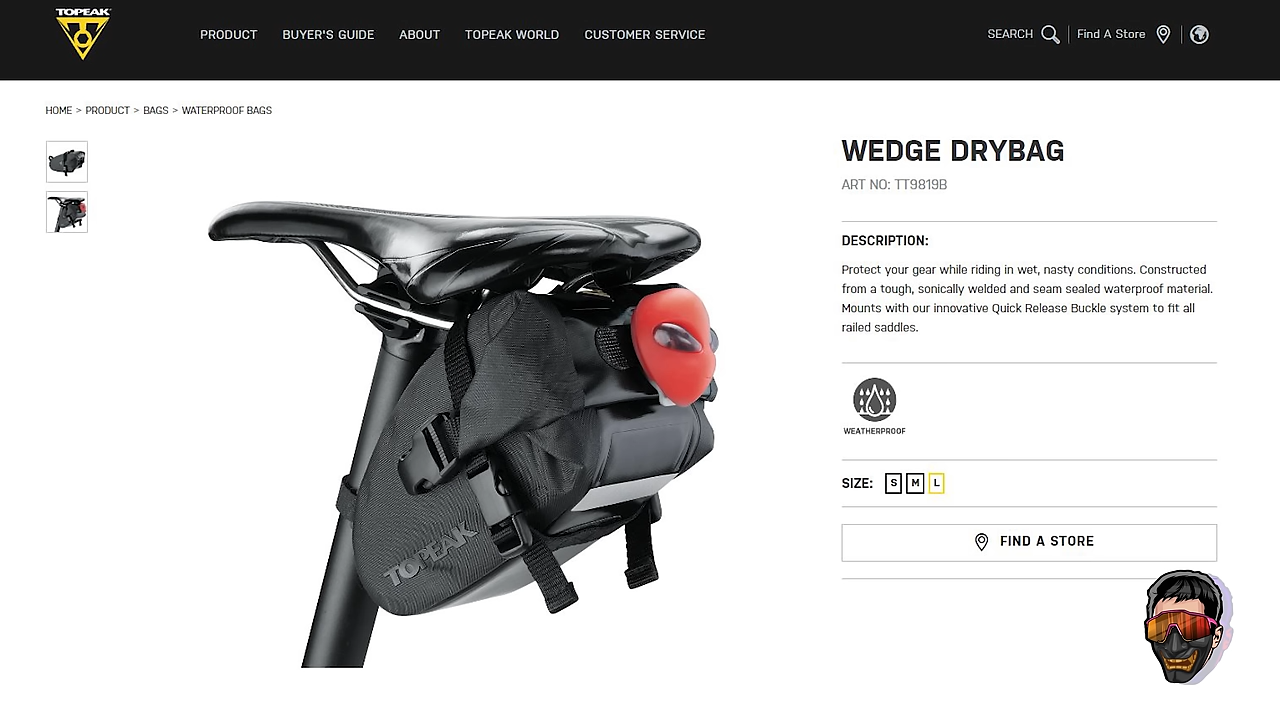 TOPEAK
PRODUCT BUYER'S GUIDE ABOUT TOPEAK WORLD CUSTOMER SERVICE SEARCH Find A Store
HOME > PRODUCT > BAGS > WATERPROOF BAGS
WEDGE DRYBAG
ART NO: TT9819B
DESCRIPTION:
Protect your gear while riding in wet, nasty conditions. Constructed
from a tough, sonically welded and seam sealed waterproof material.
Mounts with our innovative Quick Release Buckle system to fit all
railed saddles.
WEATHERPROOF
SIZE: S M L
FIND A STORE
TOPEAK